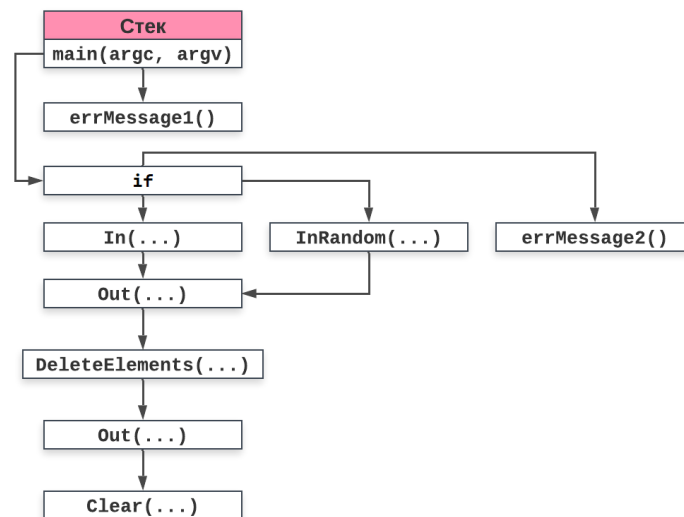 Стек
main(argc, argv)
errMessage1()
if
In(...)
InRandom(...)
errMessage2()
Out(...)
DeleteElements(...)
Out(...)
Clear(...)